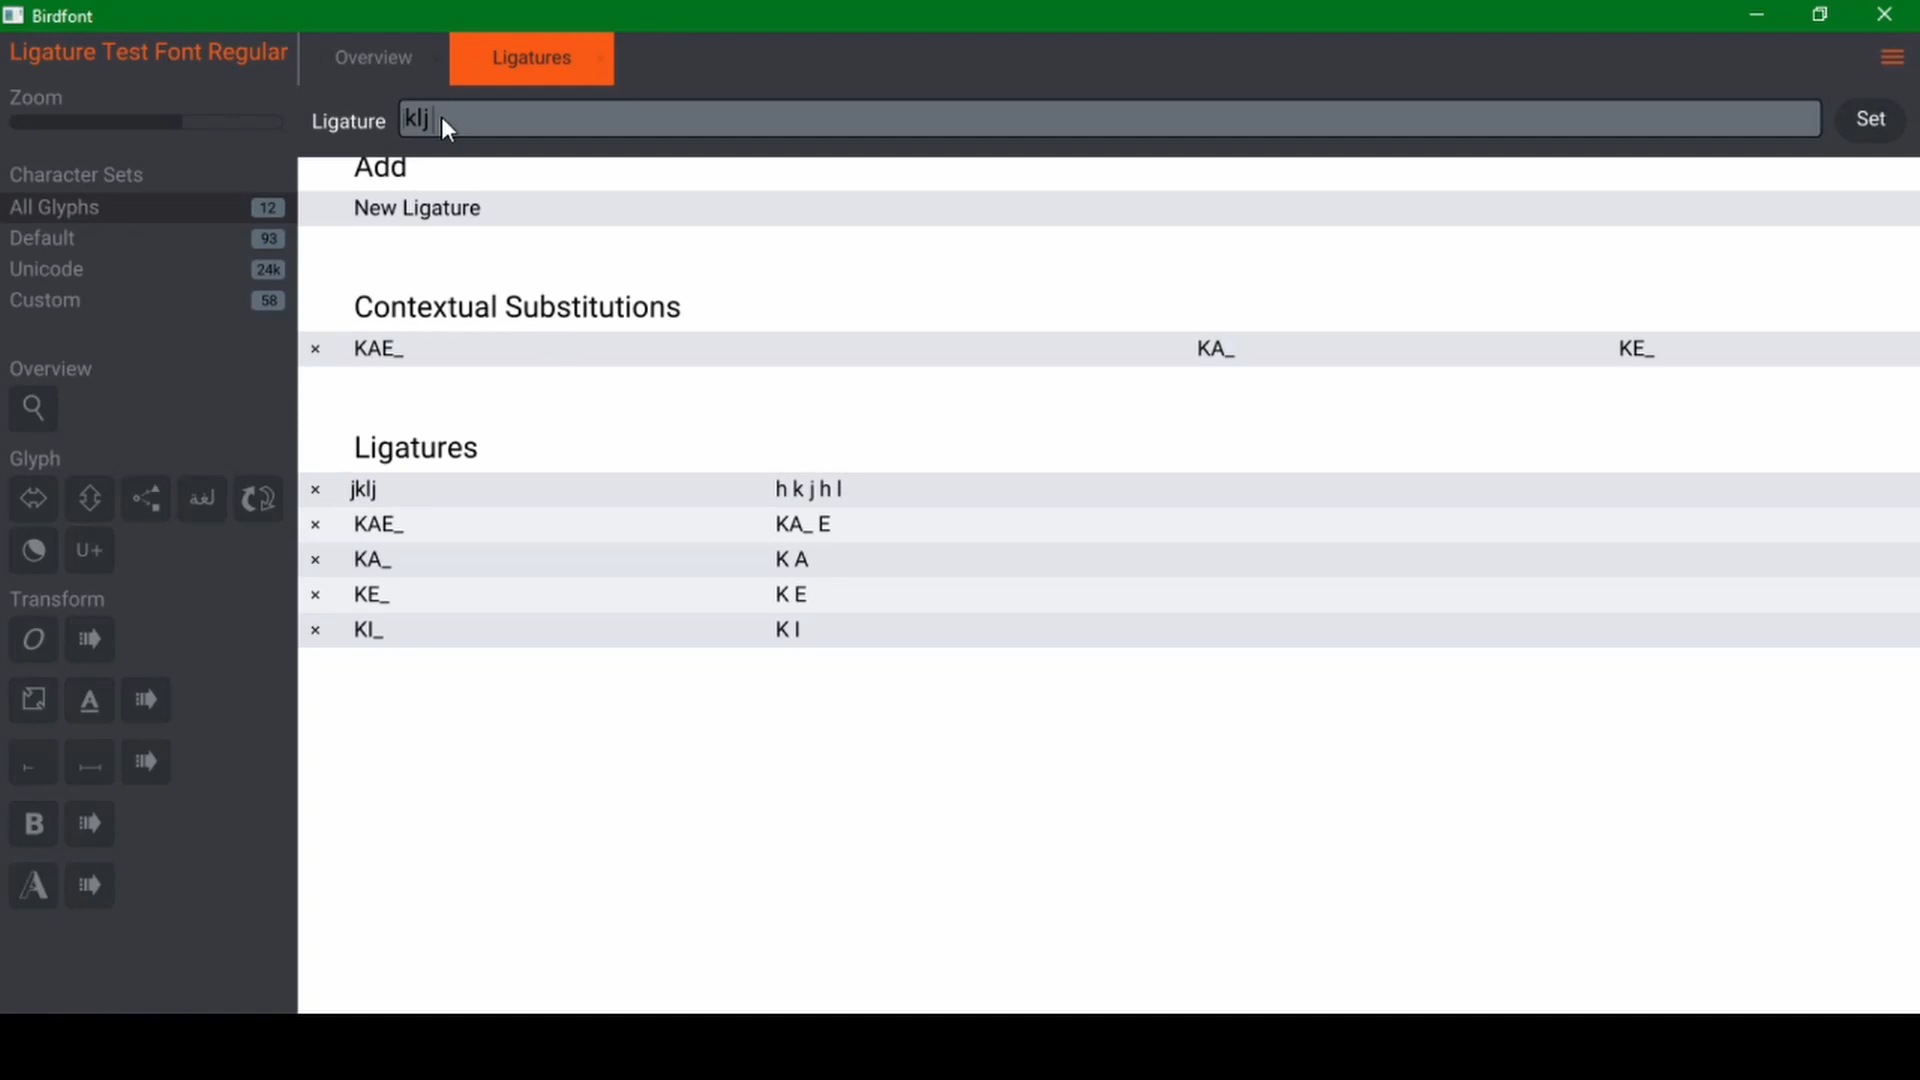 Birdfont
Ligature Test Font Regular
Overview
Ligatures
Zoom
Ligature
klj
Set
Character Sets
All Glyphs 12
Default 93
Unicode 24k
Custom 58
Overview
Glyph
لغة
U+
Transform
O
A
B
A
Add
New Ligature
Contextual Substitutions
× KAE_ KA_ KE_
Ligatures
× jklj h k j h l
× KAE_ KA_ E
× KA_ K A
× KE_ K E
× KI_ K I